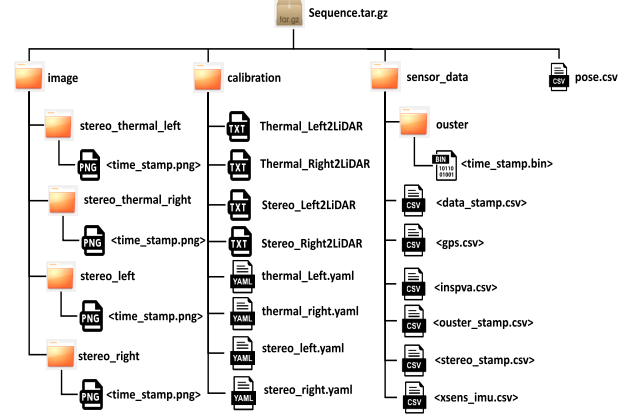 tar.gz
Sequence.tar.gz
image
stereo_thermal_left
PNG
<time_stamp.png>
stereo_thermal_right
PNG
<time_stamp.png>
stereo_left
PNG
<time_stamp.png>
stereo_right
PNG
<time_stamp.png>
calibration
TXT
Thermal_Left2LiDAR
TXT
Thermal_Right2LiDAR
TXT
Stereo_Left2LiDAR
TXT
Stereo_Right2LiDAR
YAML
thermal_Left.yaml
YAML
thermal_right.yaml
YAML
stereo_left.yaml
YAML
stereo_right.yaml
sensor_data
ouster
BIN
10110
01001
<time_stamp.bin>
CSV
<data_stamp.csv>
CSV
<gps.csv>
CSV
<inspva.csv>
CSV
<ouster_stamp.csv>
CSV
<stereo_stamp.csv>
CSV
<xsens_imu.csv>
CSV
pose.csv